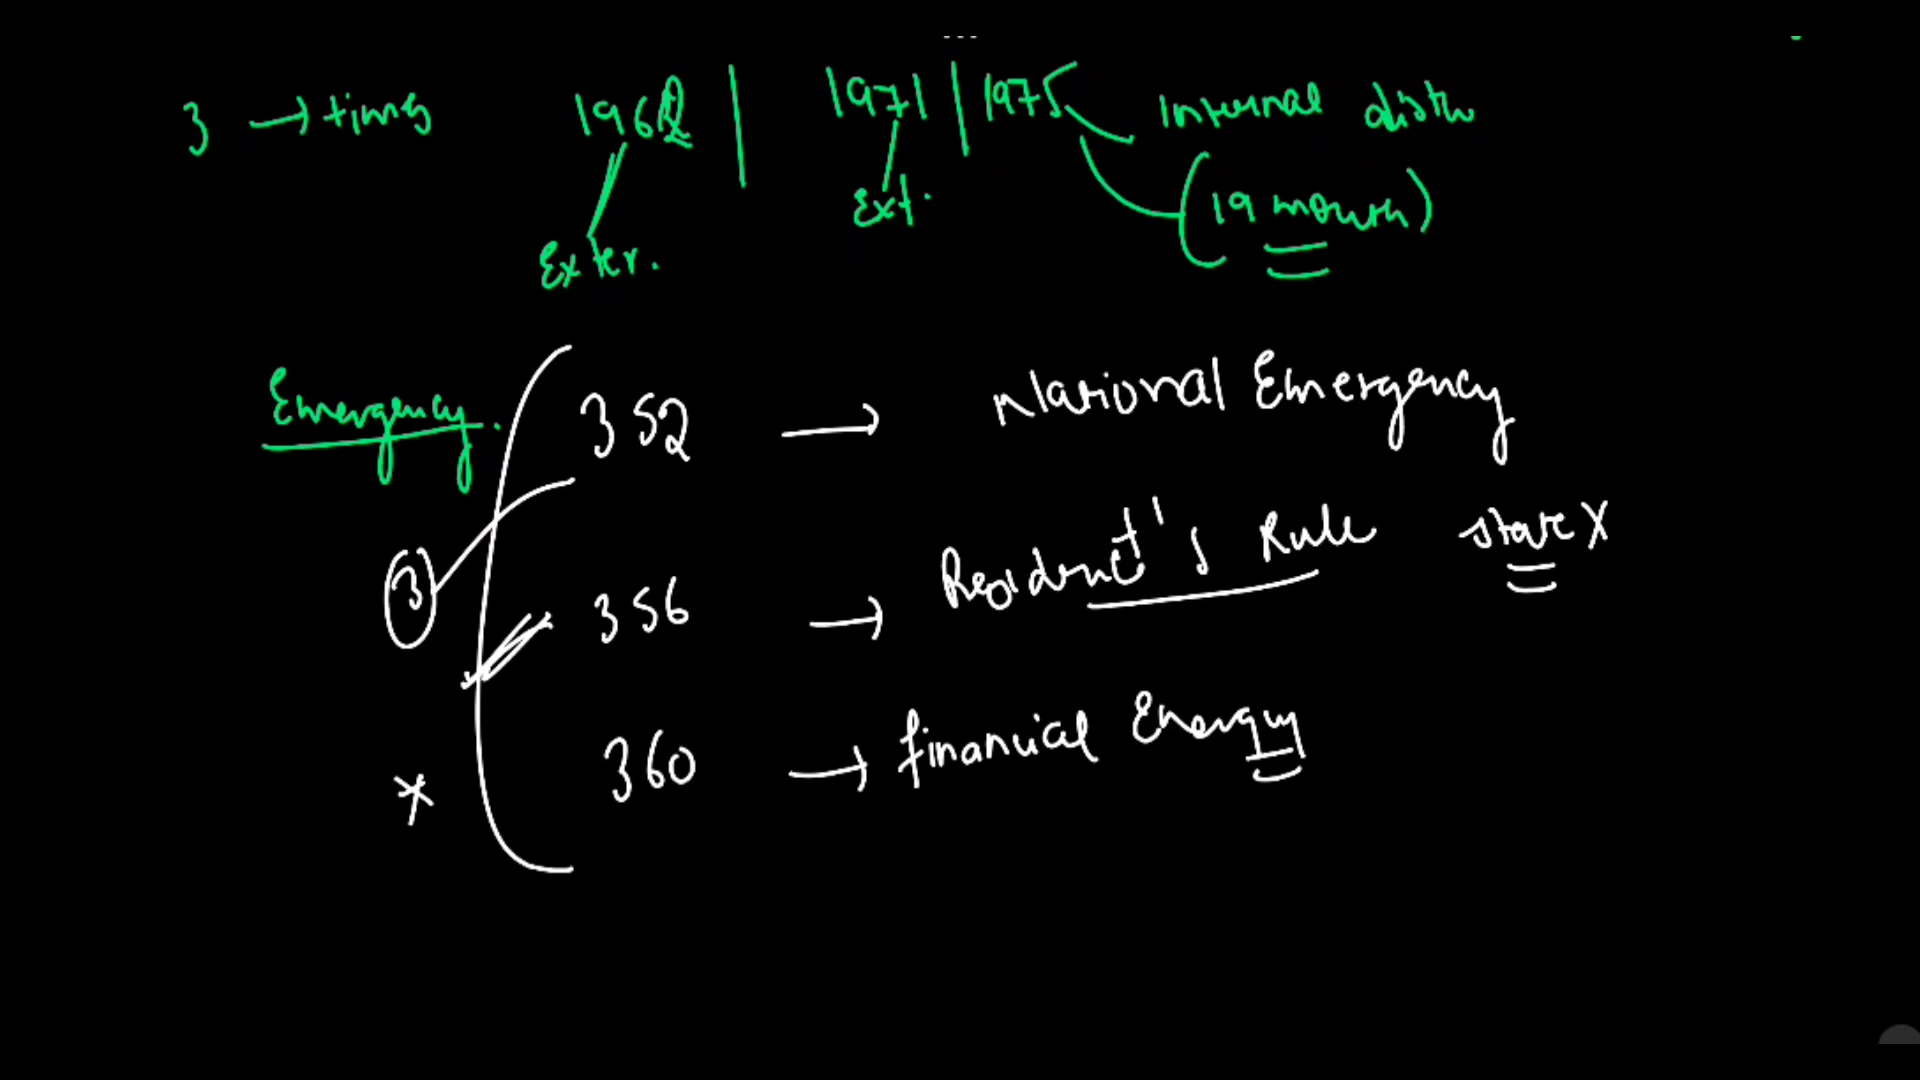 3 → times 1962 | 1971 | 1975 Internal distu
Exter. Ext. (19 month)
Emergency. 352 → National Emergency
3 356 → President's Rule state X
* 360 → financial Energy